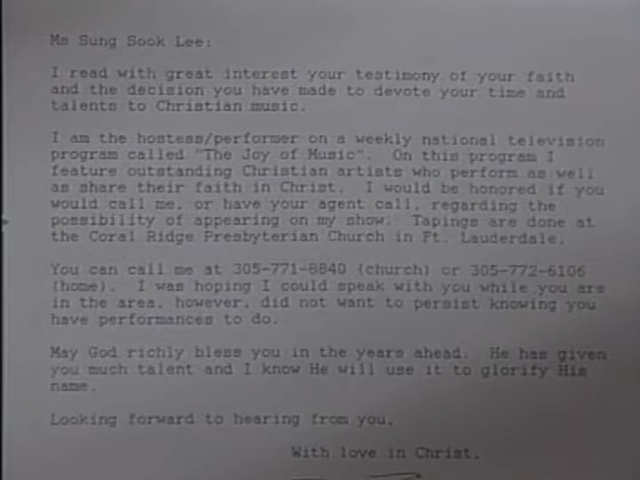 Ms Sung Sook Lee:
I read with great interest your testimony of your faith
and the decision you have made to devote your time and
talents to Christian music.
I am the hostess/performer on a weekly national television
program called "The Joy of Music". On this program I
feature outstanding Christian artists who perform as well
as share their faith in Christ. I would be honored if you
would call me, or have your agent call, regarding the
possibility of appearing on my show. Tapings are done at
the Coral Ridge Presbyterian Church in Ft. Lauderdale.
You can call me at 305-771-8840 (church) or 305-772-6106
(home). I was hoping I could speak with you while you are
in the area, however, did not want to persist knowing you
have performances to do.
May God richly bless you in the years ahead. He has given
you much talent and I know He will use it to glorify His
name.
Looking forward to hearing from you,
With love in Christ,